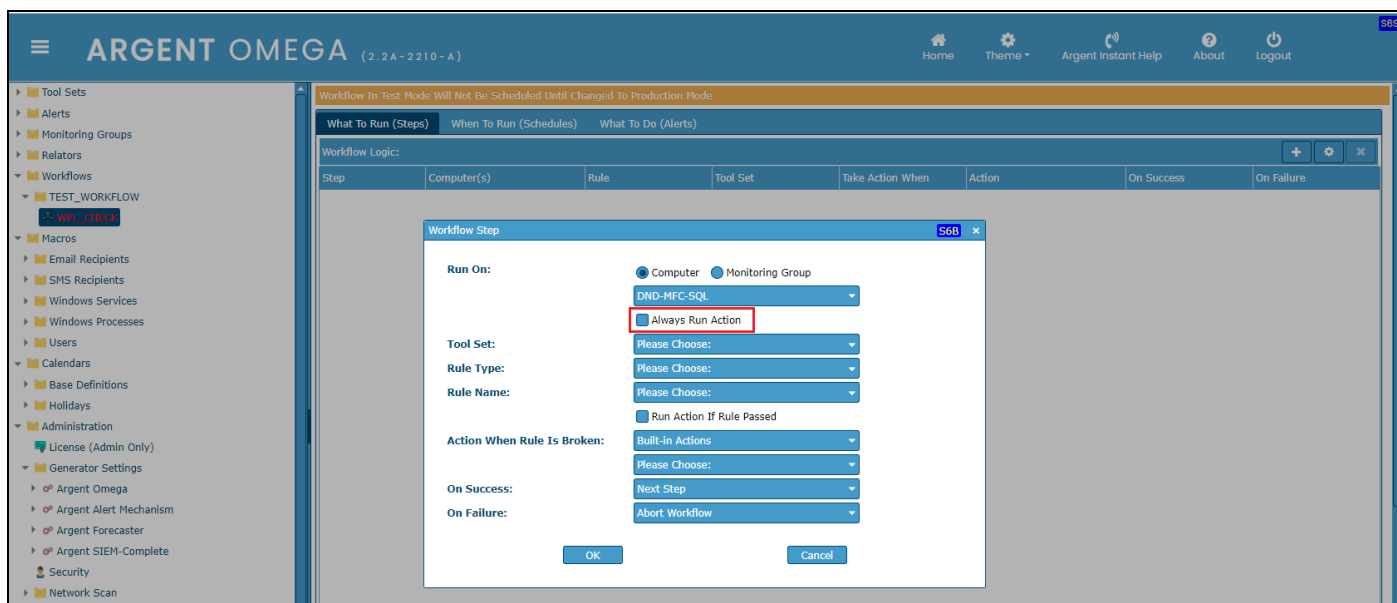 S6S
ARGENT OMEGA (2.2A-2210-A)
Home
Theme
Argent Instant Help
About
Logout
Tool Sets
Alerts
Monitoring Groups
Relators
Workflows
TEST_WORKFLOW
WFL_CHECK
Macros
Email Recipients
SMS Recipients
Windows Services
Windows Processes
Users
Calendars
Base Definitions
Holidays
Administration
License (Admin Only)
Generator Settings
Argent Omega
Argent Alert Mechanism
Argent Forecaster
Argent SIEM-Complete
Security
Network Scan
Workflow In Test Mode Will Not Be Scheduled Until Changed To Production Mode
What To Run (Steps) When To Run (Schedules) What To Do (Alerts)
Workflow Logic:
Step Computer(s) Rule Tool Set Take Action When Action On Success On Failure
Workflow Step S6B
Run On: Computer Monitoring Group
DND-MFC-SQL
Always Run Action
Tool Set: Please Choose:
Rule Type: Please Choose:
Rule Name: Please Choose:
Run Action If Rule Passed
Action When Rule Is Broken: Built-in Actions
Please Choose:
On Success: Next Step
On Failure: Abort Workflow
OK Cancel